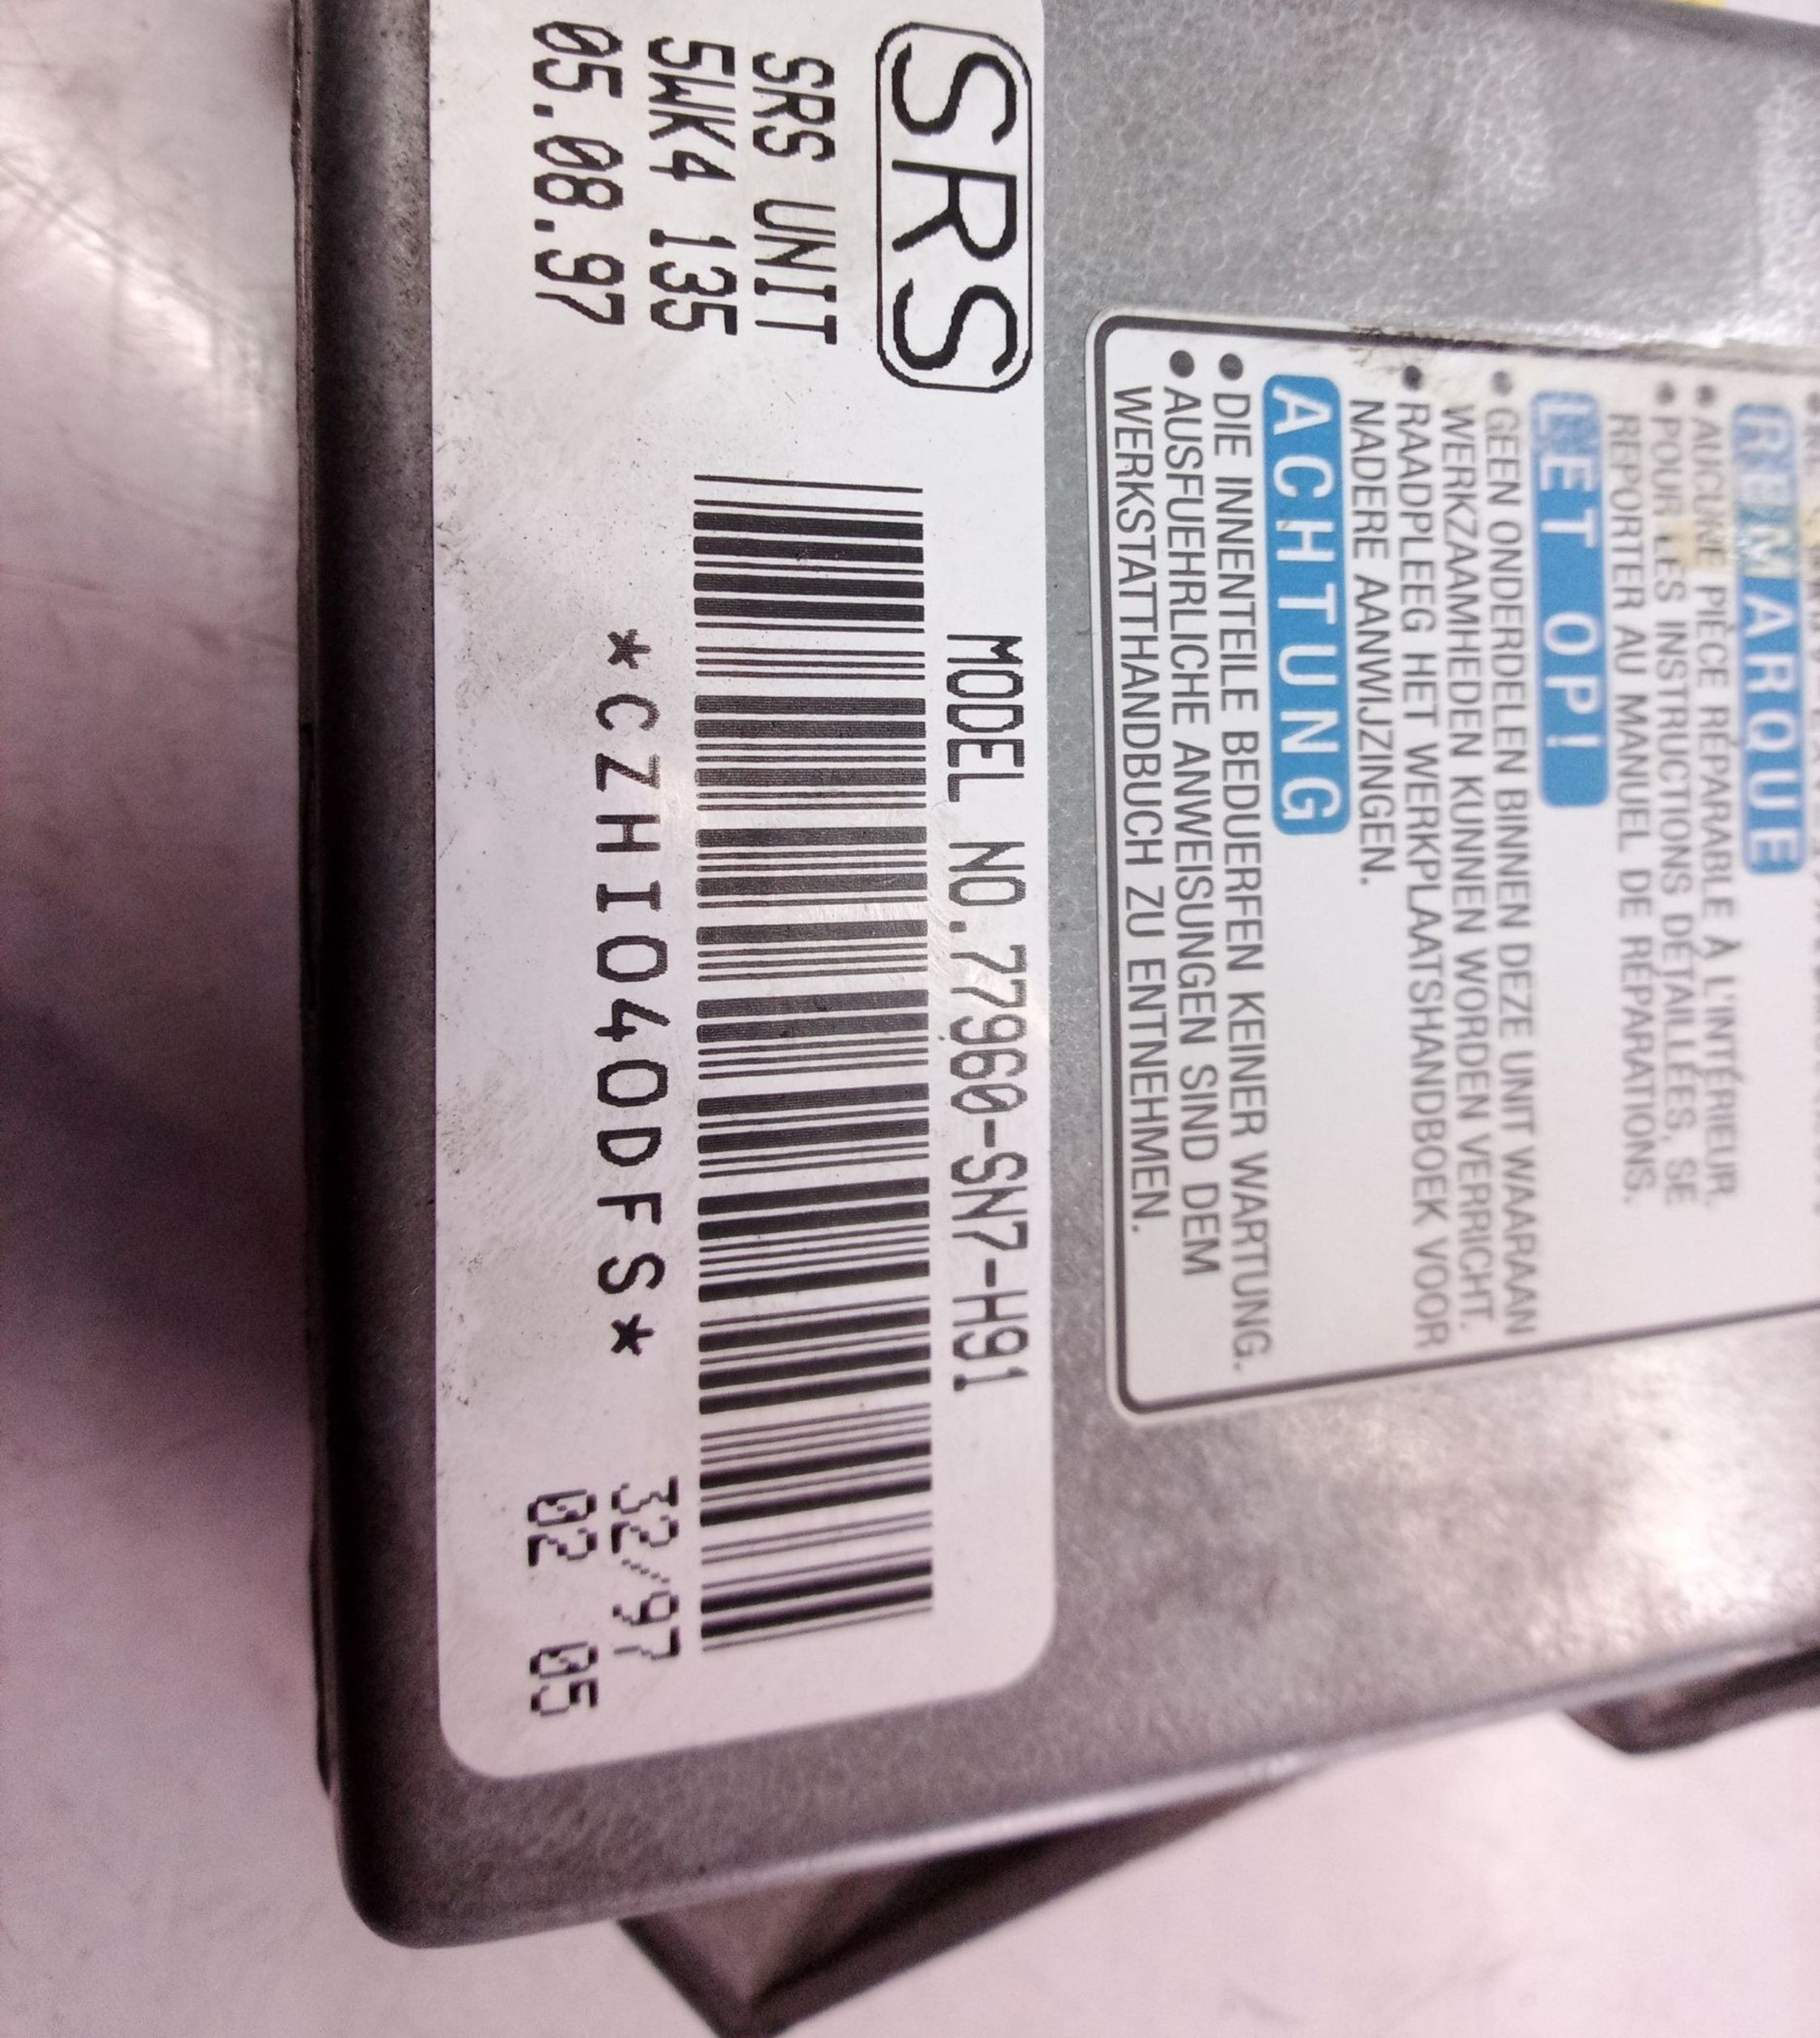 REMARQUE
AUCUNE PIÈCE RÉPARABLE À L'INTÉRIEUR.
POUR LES INSTRUCTIONS DÉTAILLÉES, SE
REPORTER AU MANUEL DE RÉPARATIONS.
LET OP!
GEEN ONDERDELEN BINNEN DEZE UNIT WAARAAN
WERKZAAMHEDEN KUNNEN WORDEN VERRICHT.
RAADPLEEG HET WERKPLAATSHANDBOEK VOOR
NADERE AANWIJZINGEN.
ACHTUNG
DIE INNENTEILE BEDUERFEN KEINER WARTUNG.
AUSFUEHRLICHE ANWEISUNGEN SIND DEM
WERKSTATTHANDBUCH ZU ENTNEHMEN.
SRS
MODEL NO.77960-SN7-H91
SRS UNIT
5WK4 135
05.08.97
*CZHIO4ODFS*
32/97
02 05